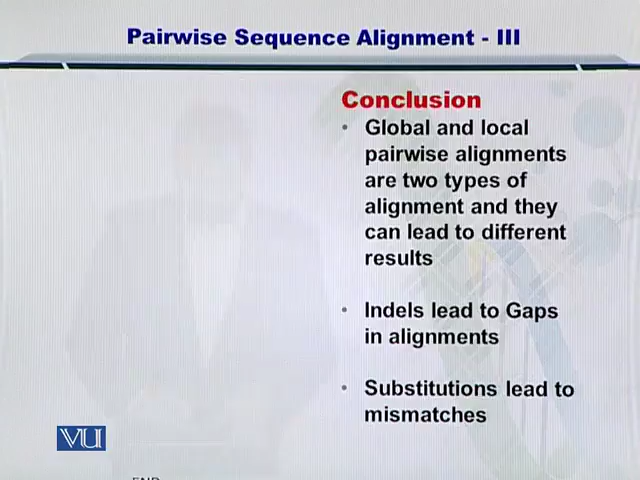 Pairwise Sequence Alignment - III
Conclusion
• Global and local
pairwise alignments
are two types of
alignment and they
can lead to different
results
• Indels lead to Gaps
in alignments
• Substitutions lead to
mismatches
VU